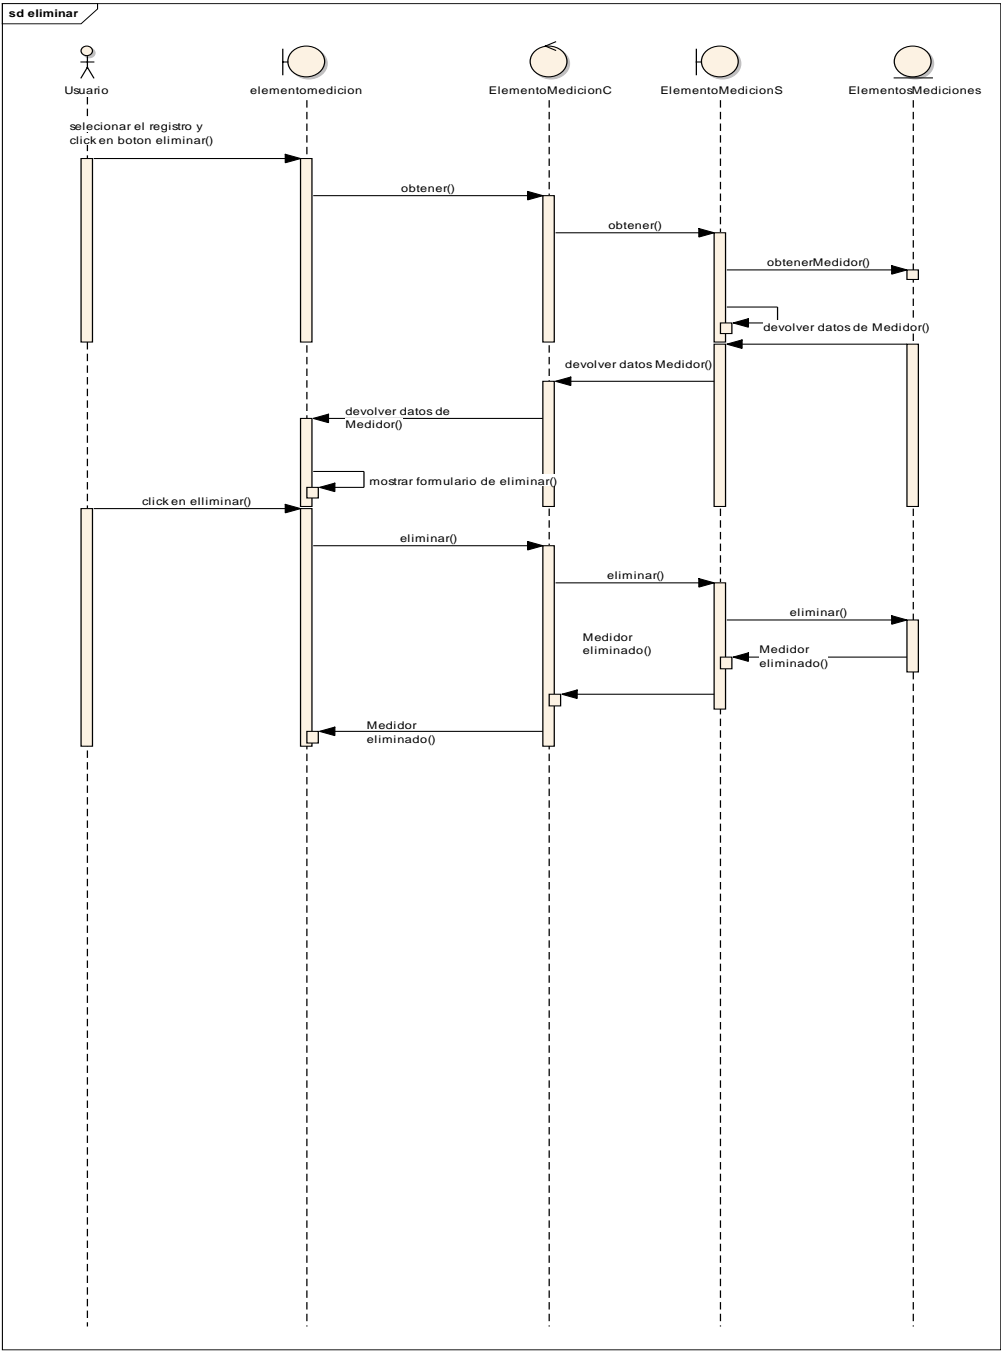 sd eliminar
Usuario
elementomedicion
ElementoMedicionC
ElementoMedicionS
ElementosMediciones
selecionar el registro y
click en boton eliminar()
obtener()
obtener()
obtenerMedidor()
devolver datos de Medidor()
devolver datos Medidor()
devolver datos de
Medidor()
mostrar formulario de eliminar()
click en elliminar()
eliminar()
eliminar()
eliminar()
Medidor
eliminado()
Medidor
eliminado()
Medidor
eliminado()